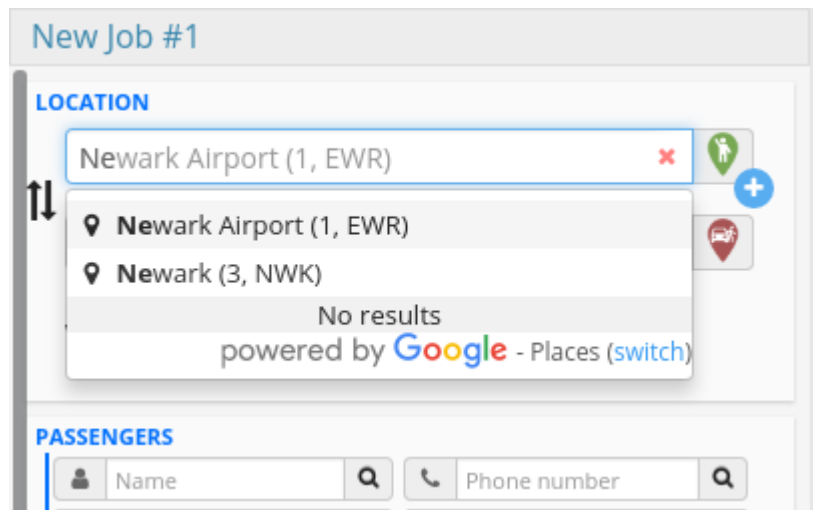 New Job #1
LOCATION
Newark Airport (1, EWR)
Newark Airport (1, EWR)
Newark (3, NWK)
No results
powered by Google - Places (switch)
PASSENGERS
Name Phone number